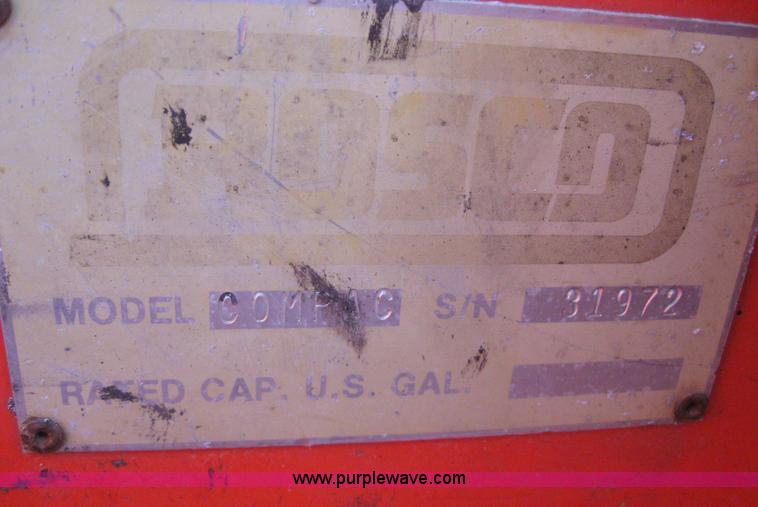 ROSCO
MODEL COMPAC S/N 31972
RATED CAP. U.S. GAL.
www.purplewave.com